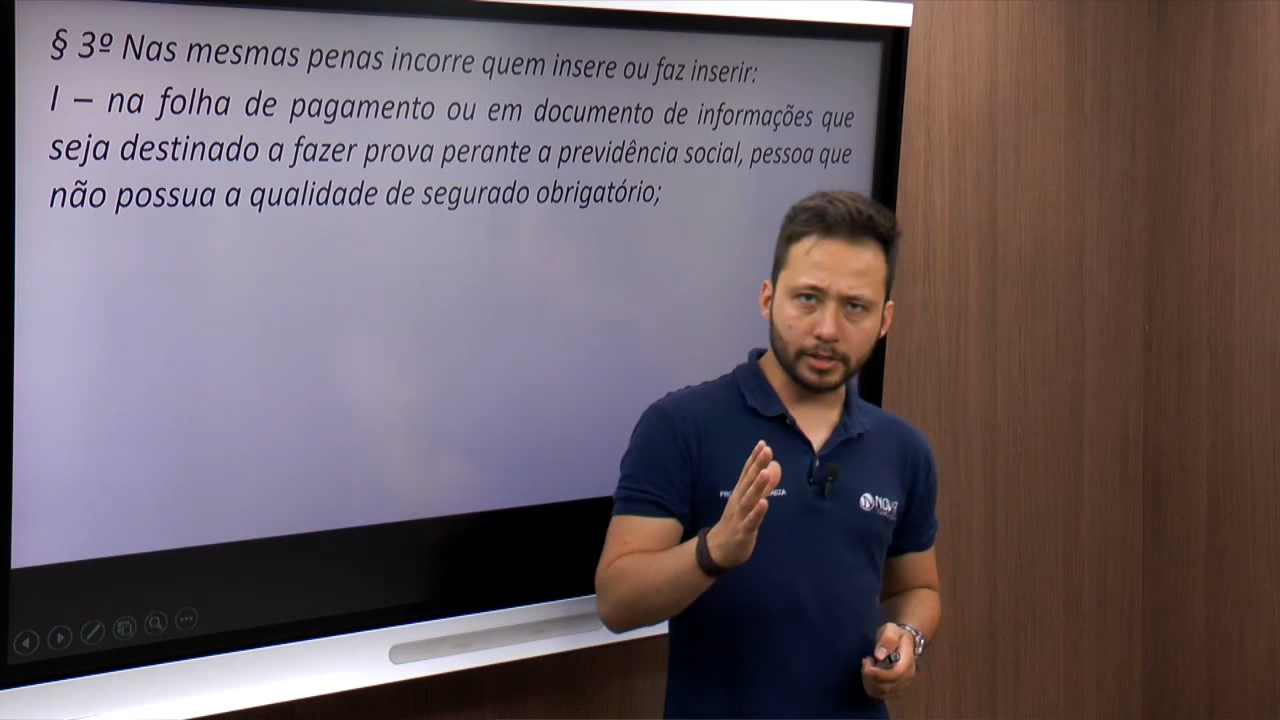 § 3º Nas mesmas penas incorre quem insere ou faz inserir:
I – na folha de pagamento ou em documento de informações que
seja destinado a fazer prova perante a previdência social, pessoa que
não possua a qualidade de segurado obrigatório;